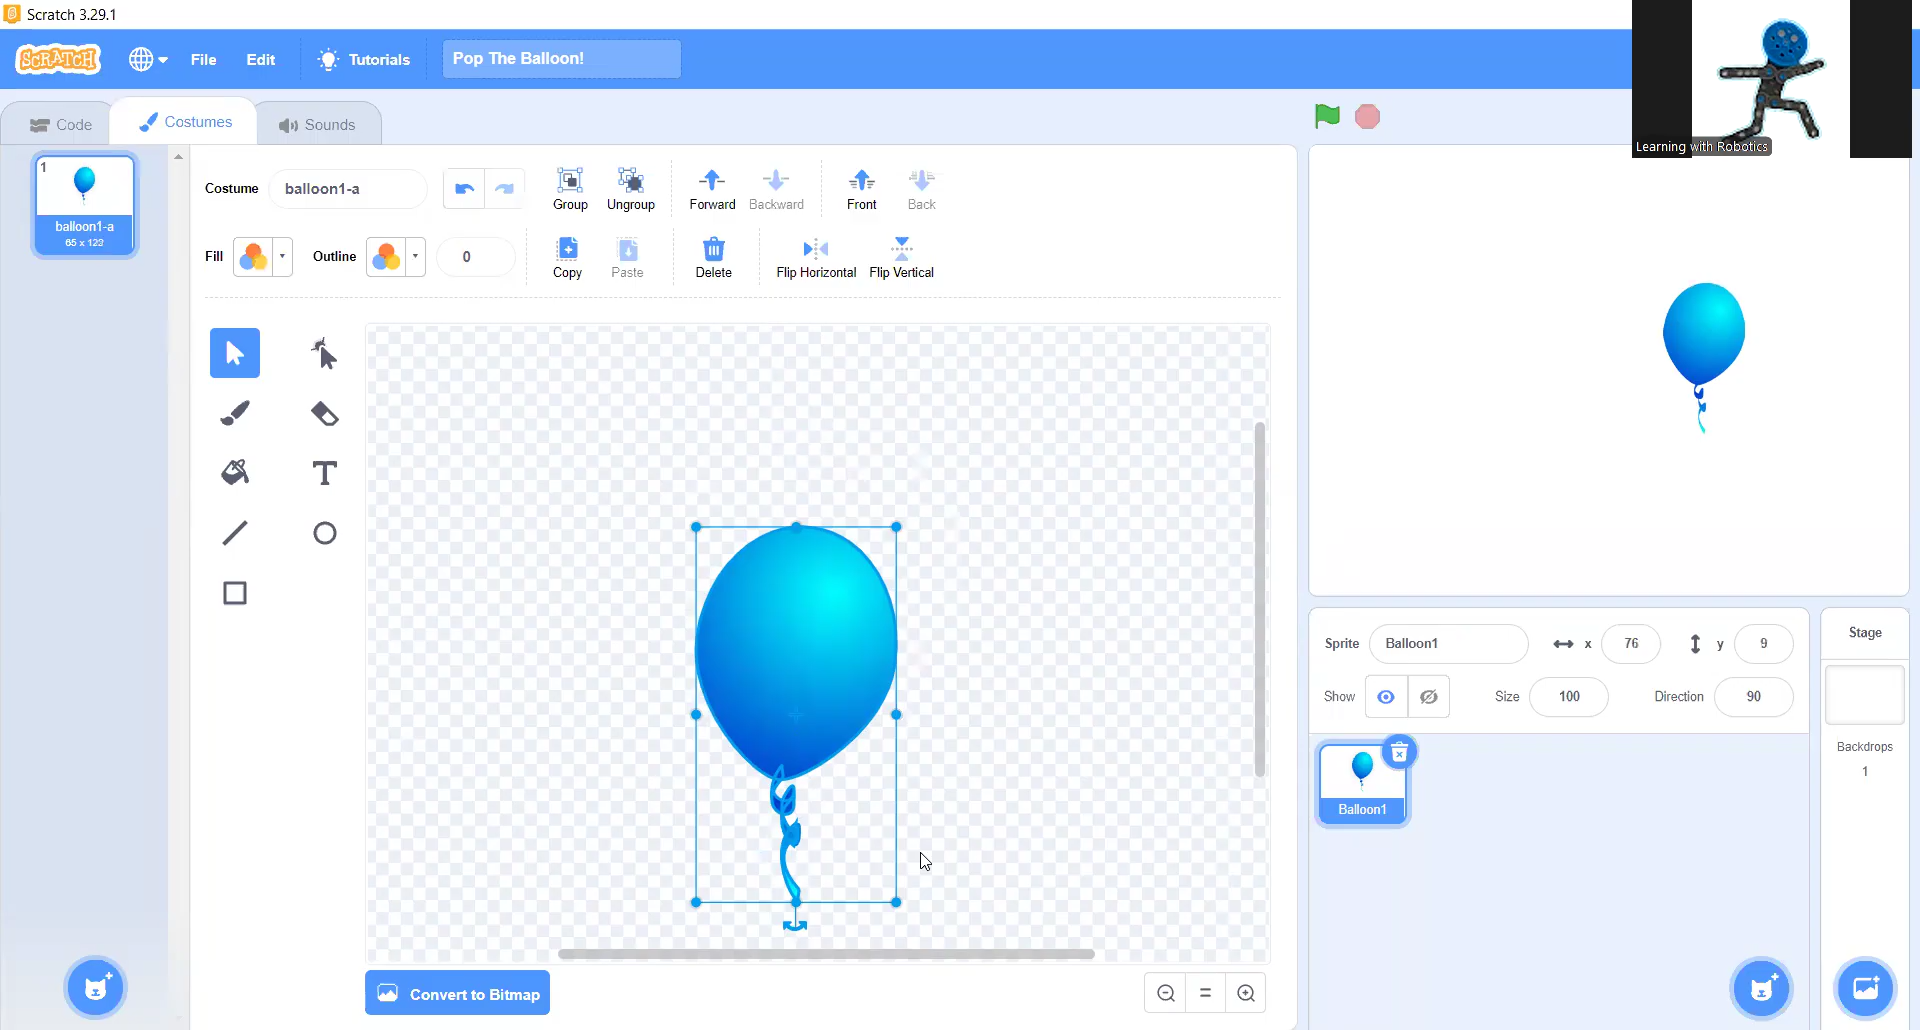 Scratch 3.29.1
SCRATCH
File
Edit
Tutorials
Pop The Balloon!
Learning with Robotics
Code
Costumes
Sounds
1
balloon1-a
65 x 123
Costume
balloon1-a
Group
Ungroup
Forward
Backward
Front
Back
Fill
Outline
0
Copy
Paste
Delete
Flip Horizontal
Flip Vertical
T
Convert to Bitmap
Sprite
Balloon1
x
76
y
9
Show
Size
100
Direction
90
Balloon1
Stage
Backdrops
1